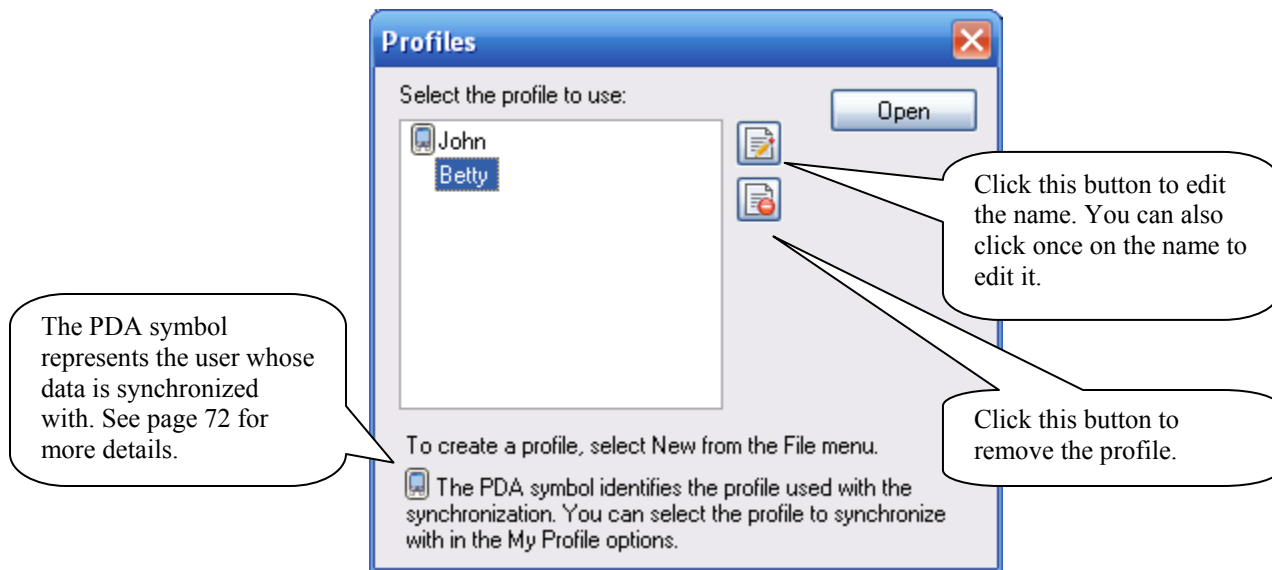 Profiles
Select the profile to use:
Open
John
Betty
Click this button to edit
the name. You can also
click once on the name to
edit it.
The PDA symbol
represents the user whose
data is synchronized
with. See page 72 for
more details.
Click this button to
remove the profile.
To create a profile, select New from the File menu.
The PDA symbol identifies the profile used with the
synchronization. You can select the profile to synchronize
with in the My Profile options.